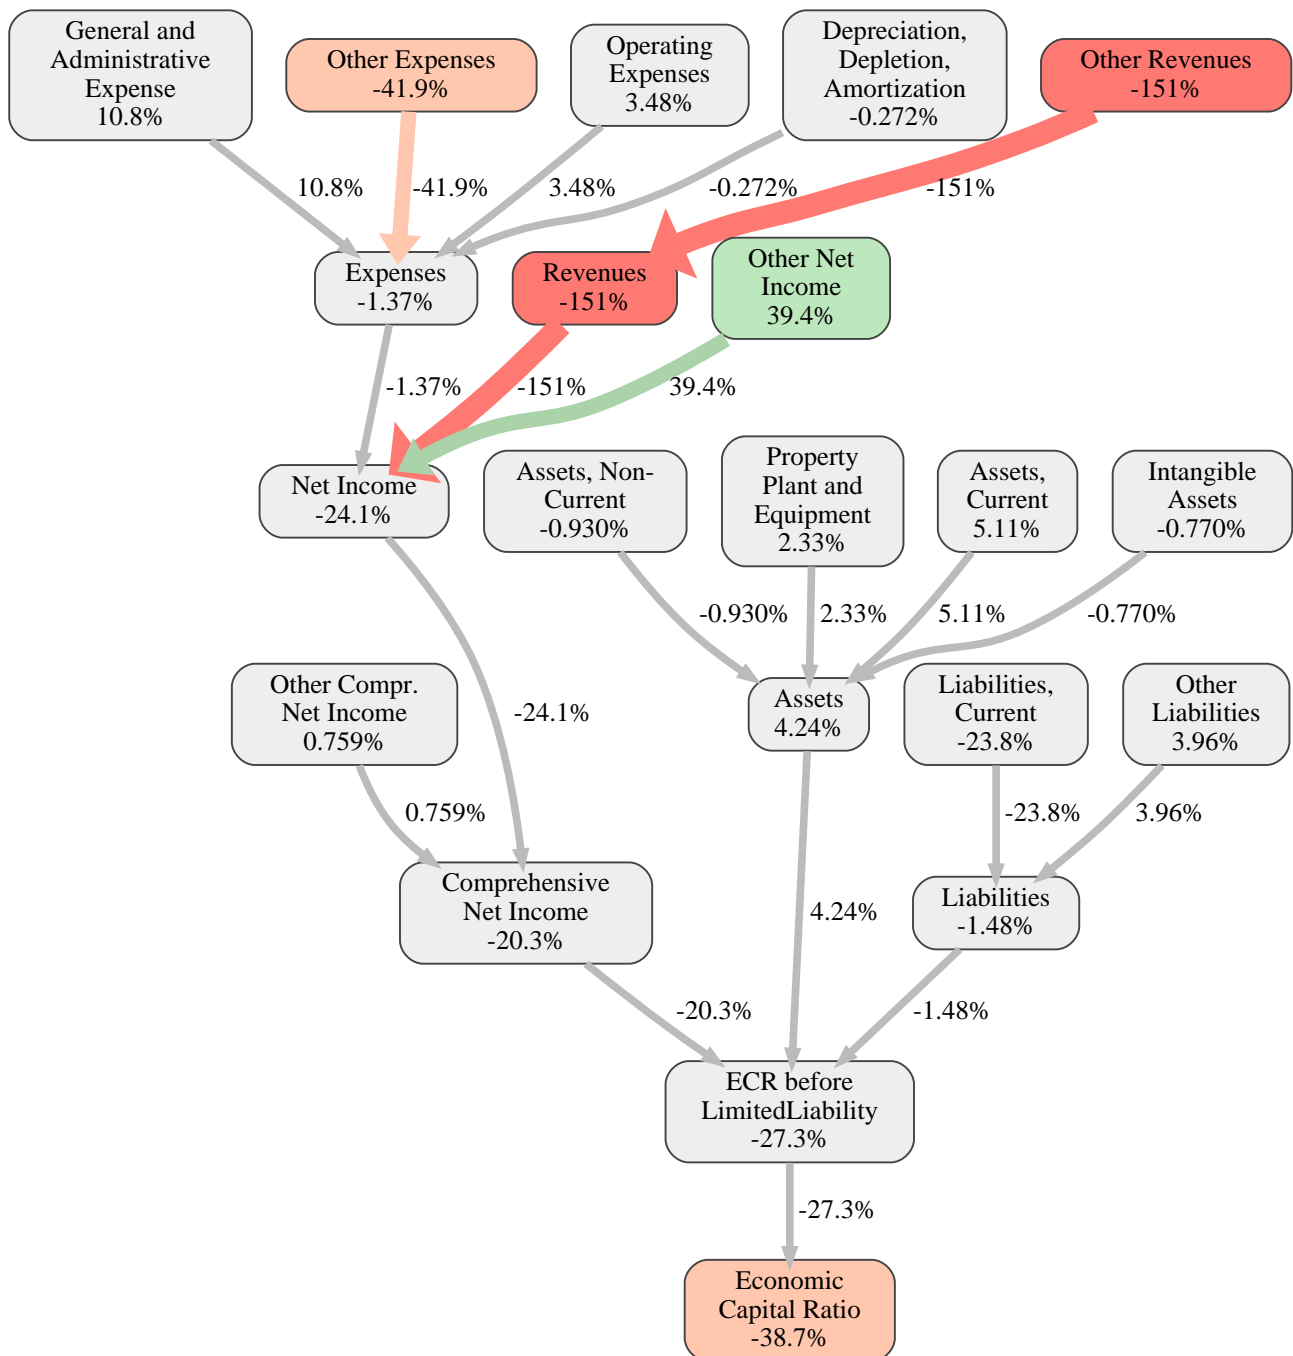 General and
Administrative
Expense
10.8%
Other Expenses
-41.9%
Operating
Expenses
3.48%
Depreciation,
Depletion,
Amortization
-0.272%
Other Revenues
-151%
10.8%
-41.9%
3.48%
-0.272%
-151%
Expenses
-1.37%
Revenues
-151%
Other Net
Income
39.4%
-1.37%
-151%
39.4%
Net Income
-24.1%
Assets, Non-
Current
-0.930%
Property
Plant and
Equipment
2.33%
Assets,
Current
5.11%
Intangible
Assets
-0.770%
-0.930%
2.33%
5.11%
-0.770%
Other Compr.
Net Income
0.759%
-24.1%
Assets
4.24%
Liabilities,
Current
-23.8%
Other
Liabilities
3.96%
0.759%
-23.8%
3.96%
Comprehensive
Net Income
-20.3%
4.24%
Liabilities
-1.48%
-20.3%
-1.48%
ECR before
LimitedLiability
-27.3%
-27.3%
Economic
Capital Ratio
-38.7%